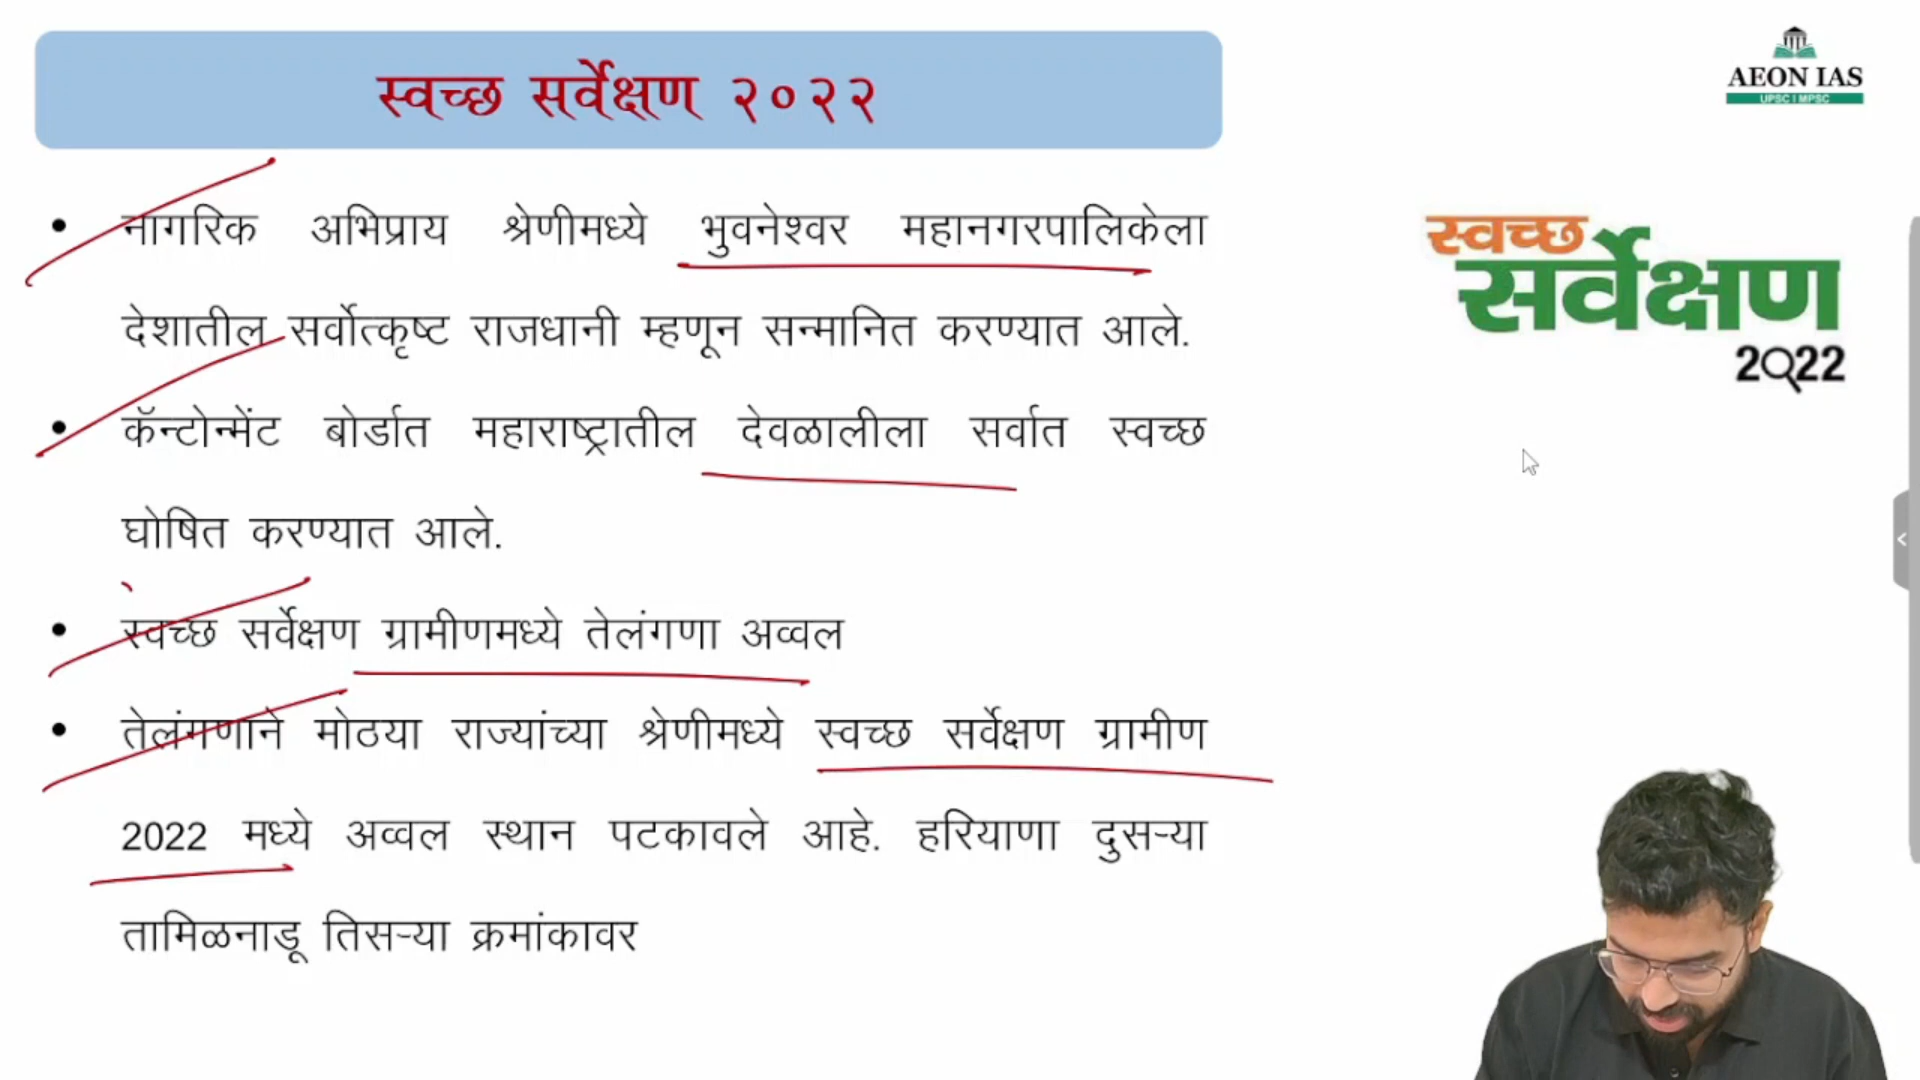 स्वच्छ सर्वेक्षण २०२२
AEON IAS
UPSC | MPSC
• नागरिक अभिप्राय श्रेणीमध्ये भुवनेश्वर महानगरपालिकेला
देशातील सर्वोत्कृष्ट राजधानी म्हणून सन्मानित करण्यात आले.
• कॅन्टोन्मेंट बोर्डात महाराष्ट्रातील देवळालीला सर्वात स्वच्छ
घोषित करण्यात आले.
• स्वच्छ सर्वेक्षण ग्रामीणमध्ये तेलंगणा अव्वल
• तेलंगणाने मोठया राज्यांच्या श्रेणीमध्ये स्वच्छ सर्वेक्षण ग्रामीण
2022 मध्ये अव्वल स्थान पटकावले आहे. हरियाणा दुसऱ्या
तामिळनाडू तिसऱ्या क्रमांकावर
स्वच्छ
सर्वेक्षण
2022